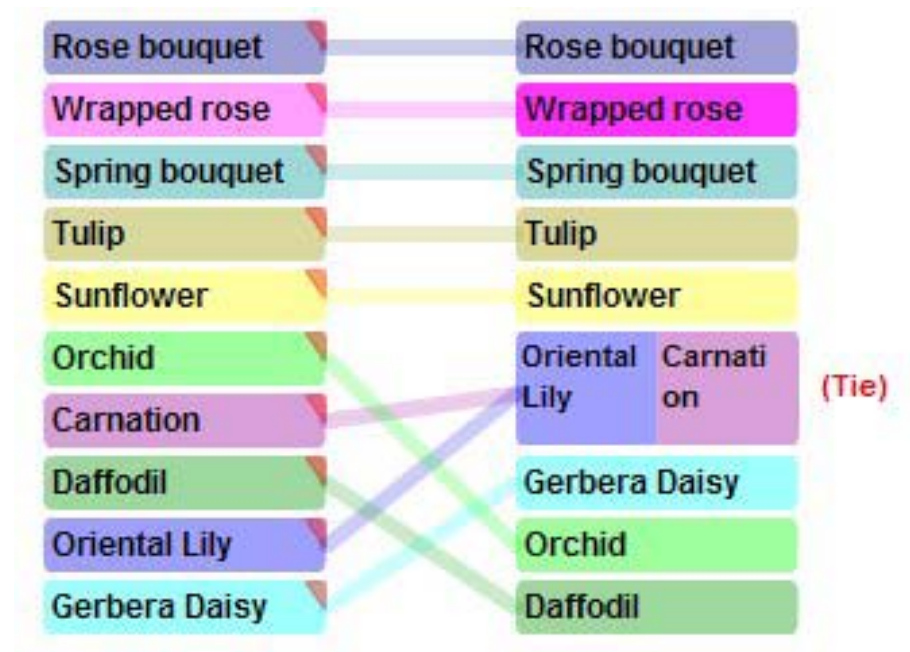 Rose bouquet
Wrapped rose
Spring bouquet
Tulip
Sunflower
Orchid
Carnation
Daffodil
Oriental Lily
Gerbera Daisy
Rose bouquet
Wrapped rose
Spring bouquet
Tulip
Sunflower
Oriental
Lily
Carnati
on
(Tie)
Gerbera Daisy
Orchid
Daffodil